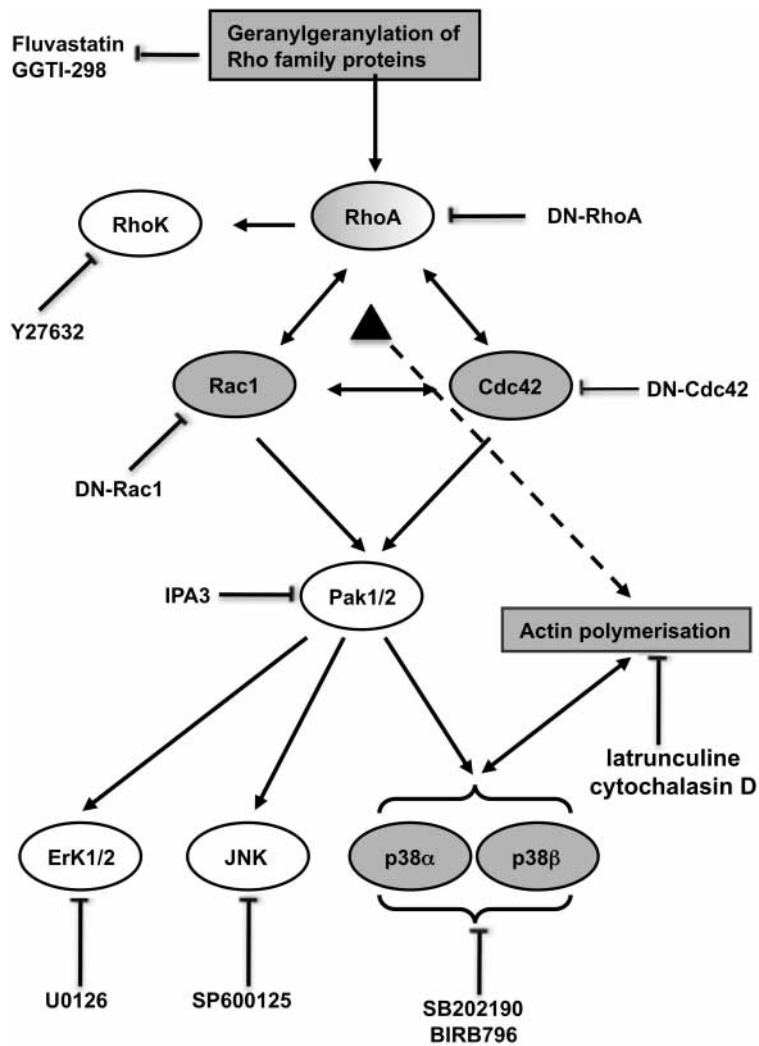 Geranylgeranylation of
Rho family proteins
Fluvastatin
GGTI-298
RhoA
DN-RhoA
RhoK
Y27632
Rac1
Cdc42
DN-Cdc42
DN-Rac1
IPA3
Pak1/2
Actin polymerisation
latrunculine
cytochalasin D
ErK1/2
JNK
p38α
p38β
U0126
SP600125
SB202190
BIRB796